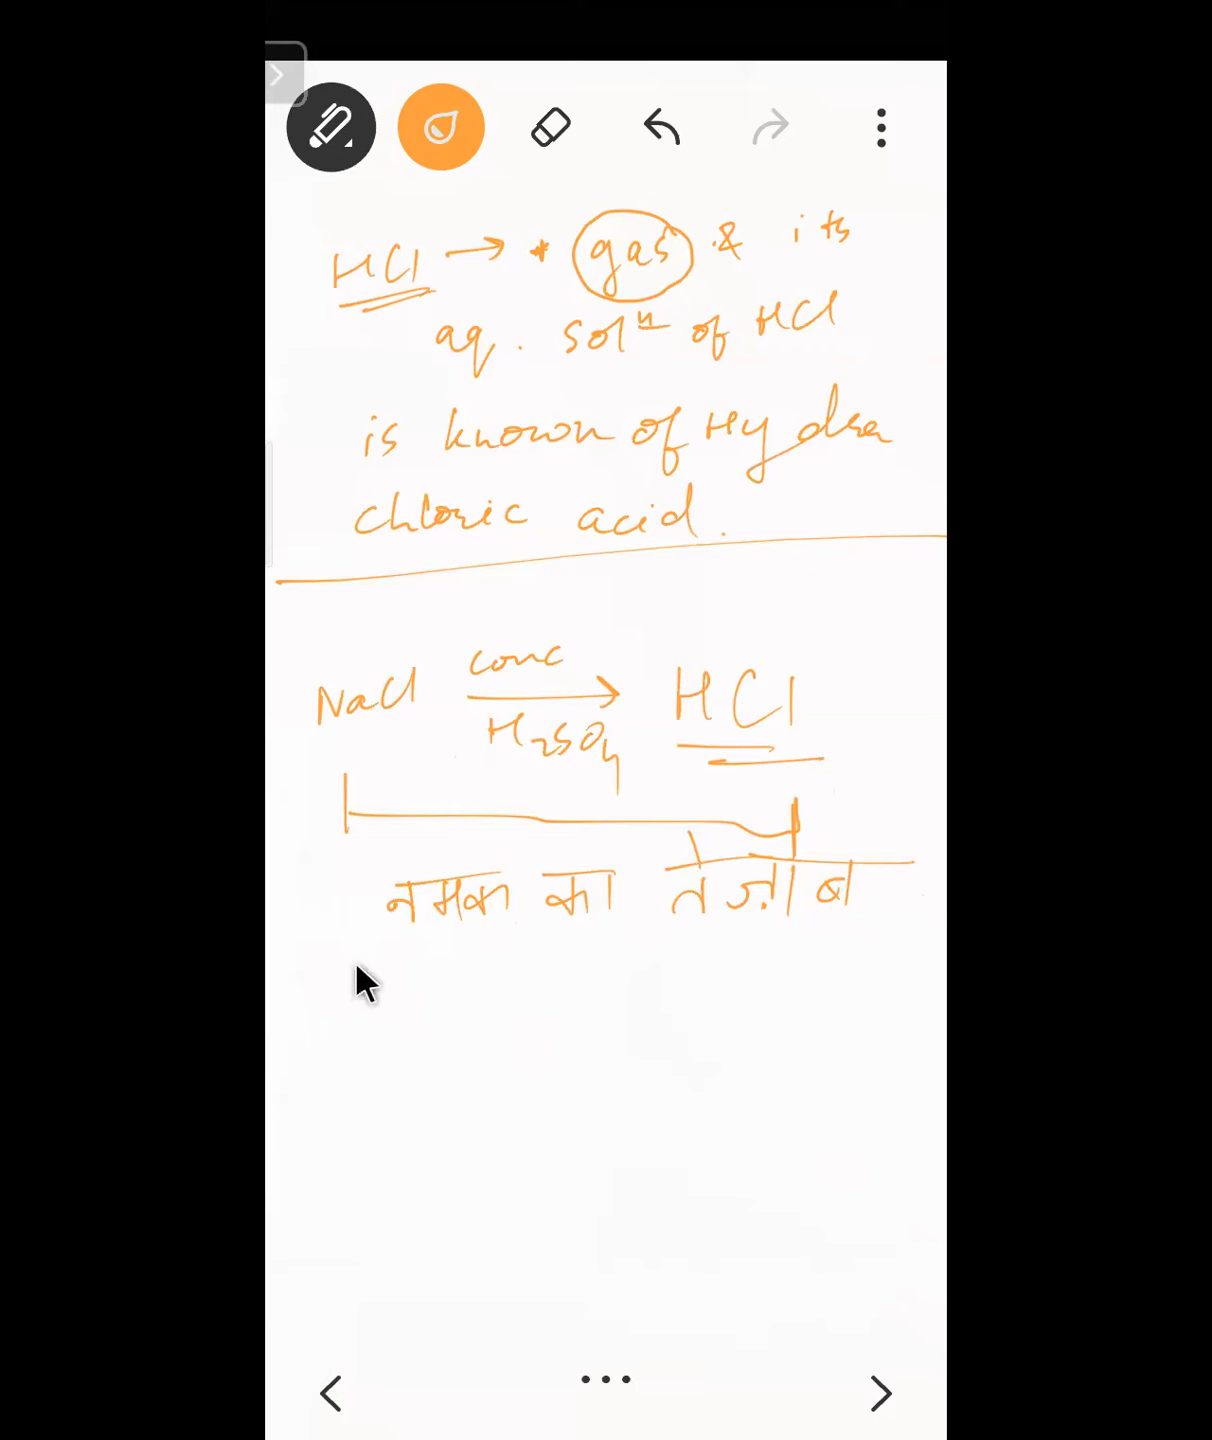 HCl → * gas & its
aq. solⁿ of HCl
is known of Hydro
chloric acid.
NaCl conc H₂SO₄ → HCl
नमक का तेज़ाब